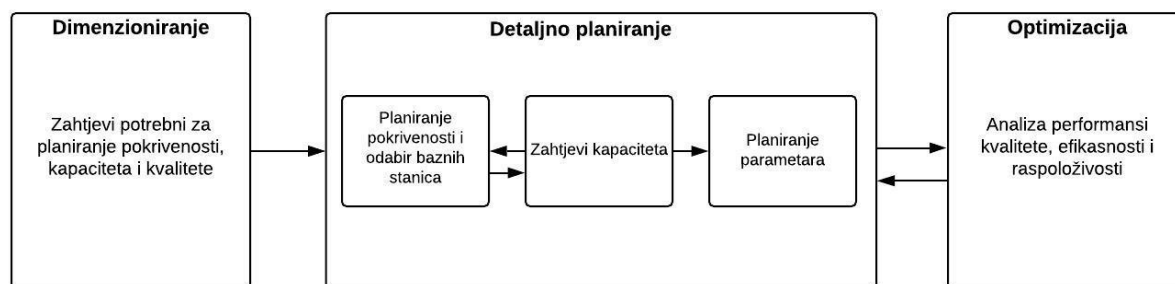 Dimenzioniranje
Zahtjevi potrebni za
planiranje pokrivenosti,
kapaciteta i kvalitete
Detaljno planiranje
Planiranje
pokrivenosti i
odabir baznih
stanica
Zahtjevi kapaciteta
Planiranje
parametara
Optimizacija
Analiza performansi
kvalitete, efikasnosti i
raspoloživosti